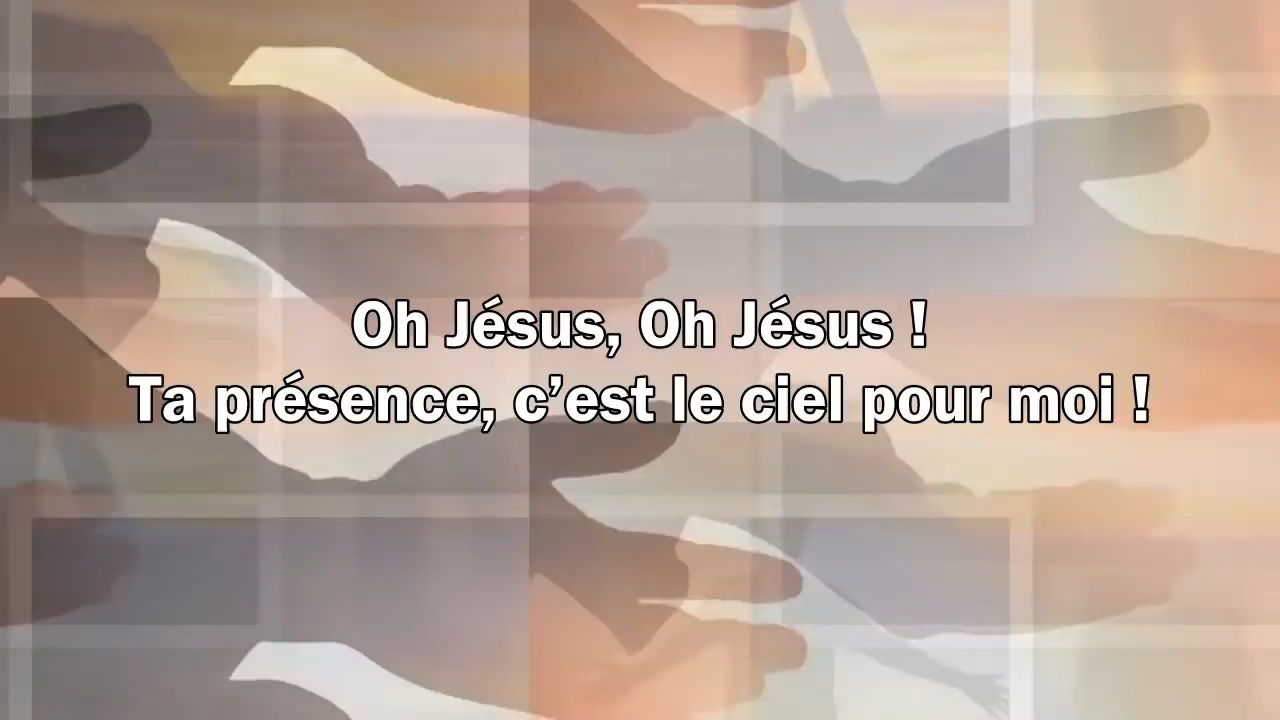 Oh Jésus, Oh Jésus !
Ta présence, c’est le ciel pour moi !